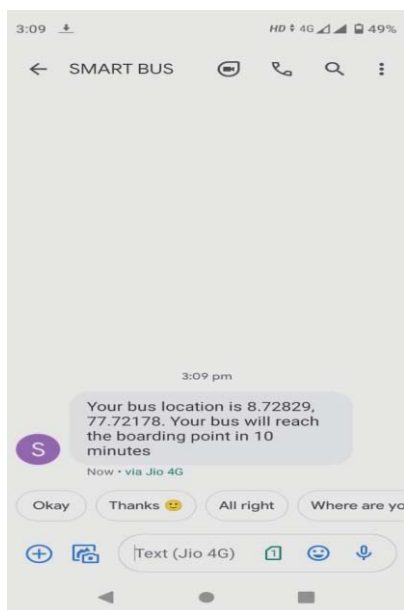 3:09 HD 4G 49%
SMART BUS
3:09 pm
Your bus location is 8.72829,
77.72178. Your bus will reach
the boarding point in 10
minutes
S
Now • via Jio 4G
Okay Thanks 🙂 All right Where are yo
Text (Jio 4G) 1